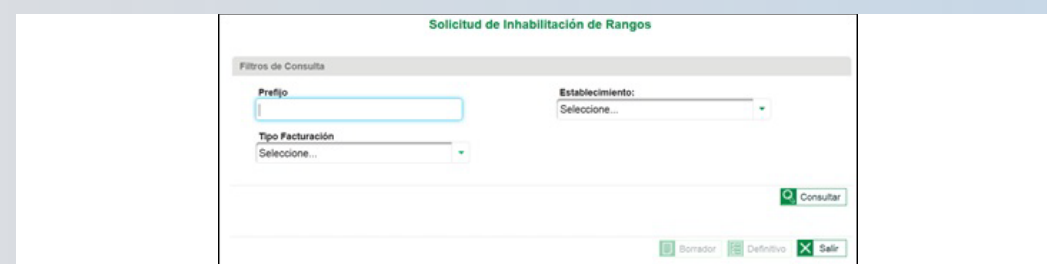 Solicitud de Inhabilitación de Rangos
Filtros de Consulta
Prefijo
Establecimiento:
Seleccione...
Tipo Facturación
Seleccione...
Consultar
Borrador
Definitivo
Salir